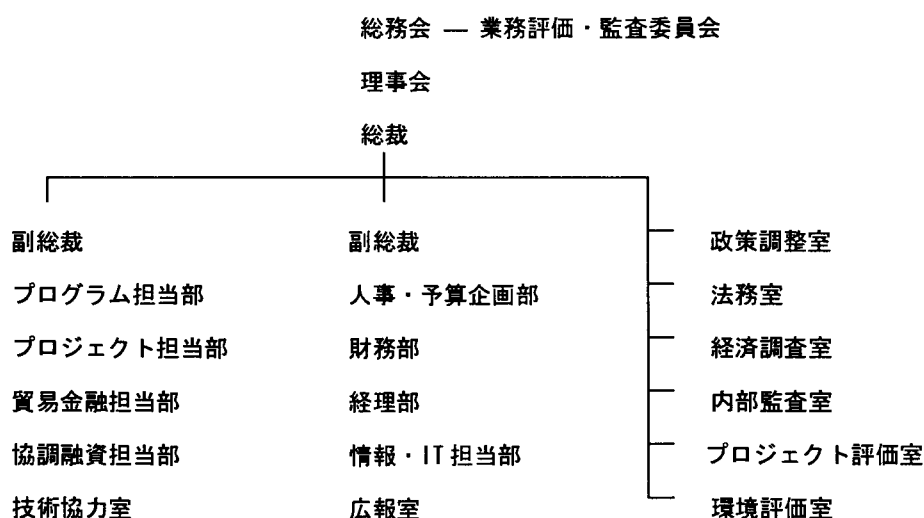 総務会 — 業務評価・監査委員会
理事会
総裁
副総裁 副総裁 政策調整室
プログラム担当部 人事・予算企画部 法務室
プロジェクト担当部 財務部 経済調査室
貿易金融担当部 経理部 内部監査室
協調融資担当部 情報・IT担当部 プロジェクト評価室
技術協力室 広報室 環境評価室